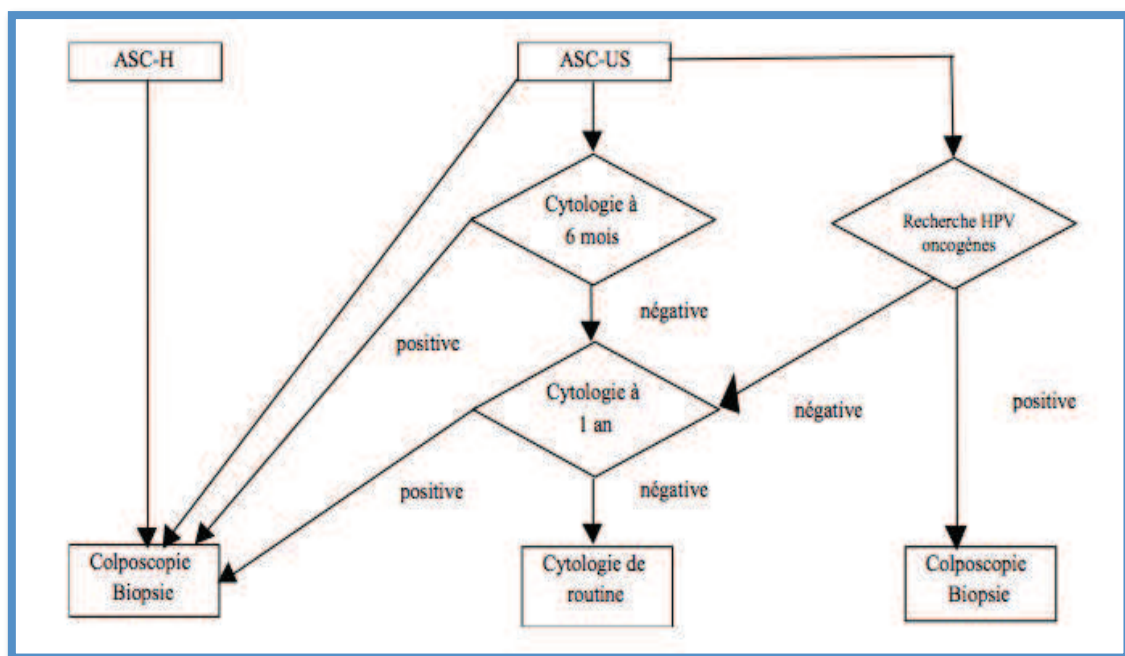 ASC-H
ASC-US
Cytologie à
6 mois
Recherche HPV
oncogènes
négative
positive
Cytologie à
1 an
négative
positive
positive
négative
Colposcopie
Biopsie
Cytologie de
routine
Colposcopie
Biopsie